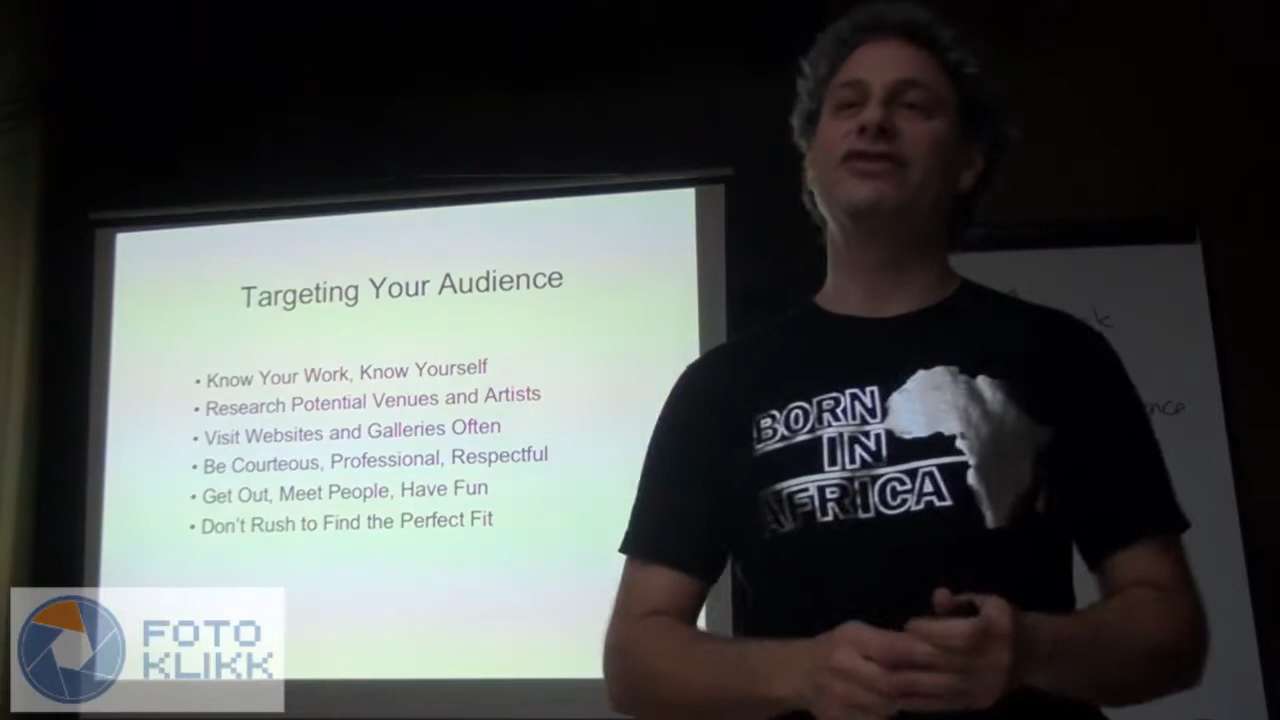 Targeting Your Audience
• Know Your Work, Know Yourself
• Research Potential Venues and Artists
• Visit Websites and Galleries Often
• Be Courteous, Professional, Respectful
• Get Out, Meet People, Have Fun
• Don't Rush to Find the Perfect Fit
BORN
IN
AFRICA
FOTO
KLIKK